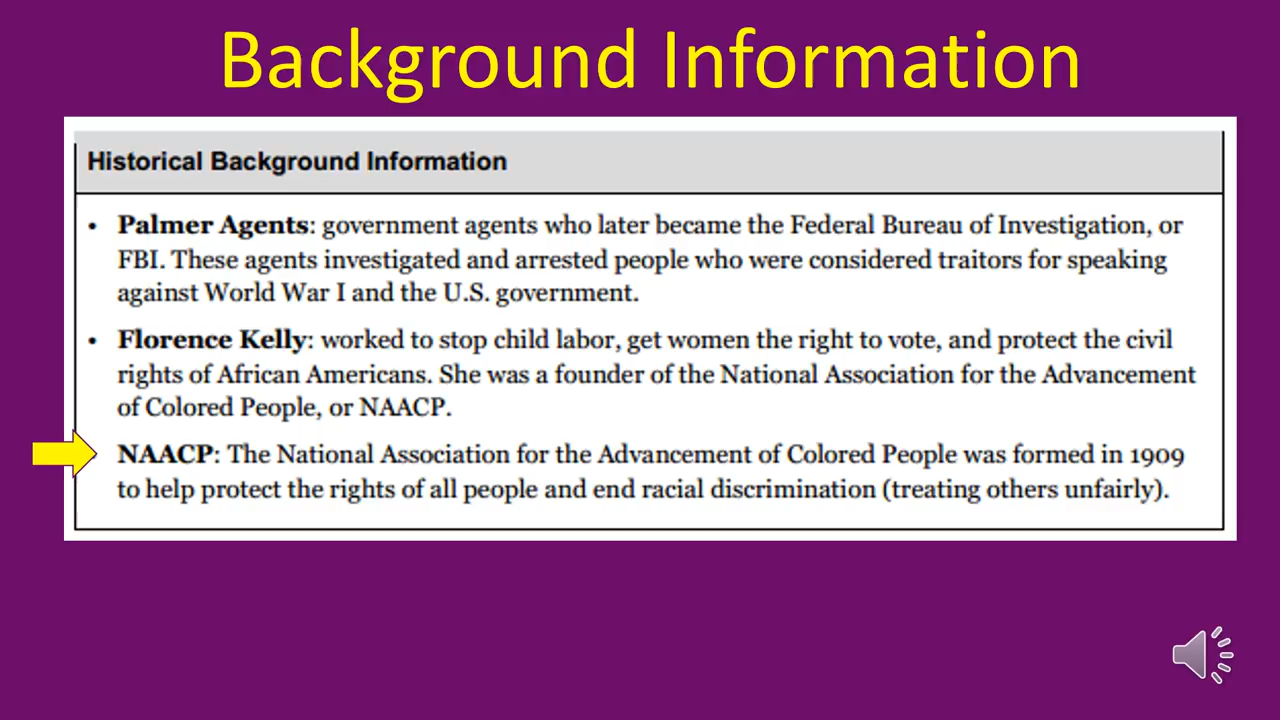 Background Information
Historical Background Information
• Palmer Agents: government agents who later became the Federal Bureau of Investigation, or
FBI. These agents investigated and arrested people who were considered traitors for speaking
against World War I and the U.S. government.
• Florence Kelly: worked to stop child labor, get women the right to vote, and protect the civil
rights of African Americans. She was a founder of the National Association for the Advancement
of Colored People, or NAACP.
NAACP: The National Association for the Advancement of Colored People was formed in 1909
to help protect the rights of all people and end racial discrimination (treating others unfairly).